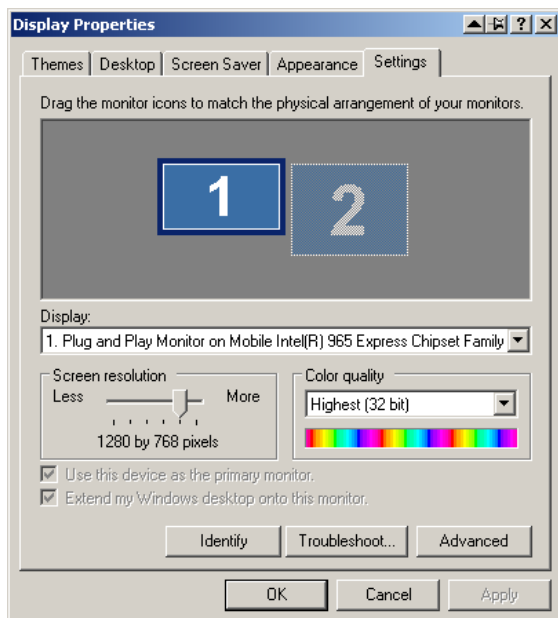 Display Properties
Themes Desktop Screen Saver Appearance Settings
Drag the monitor icons to match the physical arrangement of your monitors.
1 2
Display:
1. Plug and Play Monitor on Mobile Intel(R) 965 Express Chipset Family
Screen resolution Color quality
Less More Highest (32 bit)
1280 by 768 pixels
Use this device as the primary monitor.
Extend my Windows desktop onto this monitor.
Identify Troubleshoot... Advanced
OK Cancel Apply